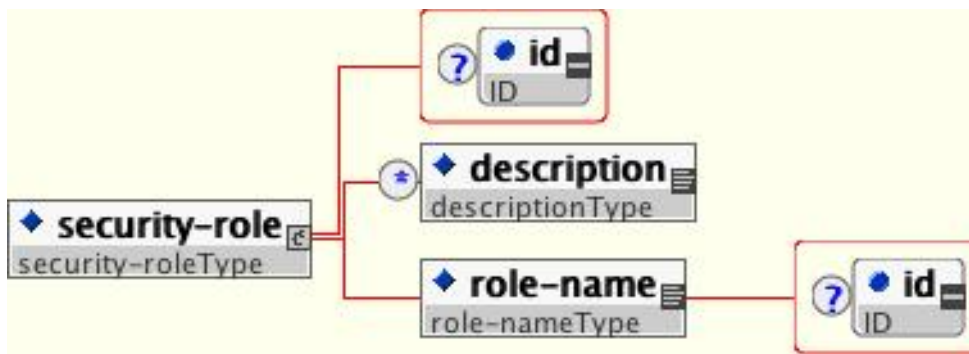 ? id
ID
* description
descriptionType
security-role
security-roleType
role-name
role-nameType
? id
ID